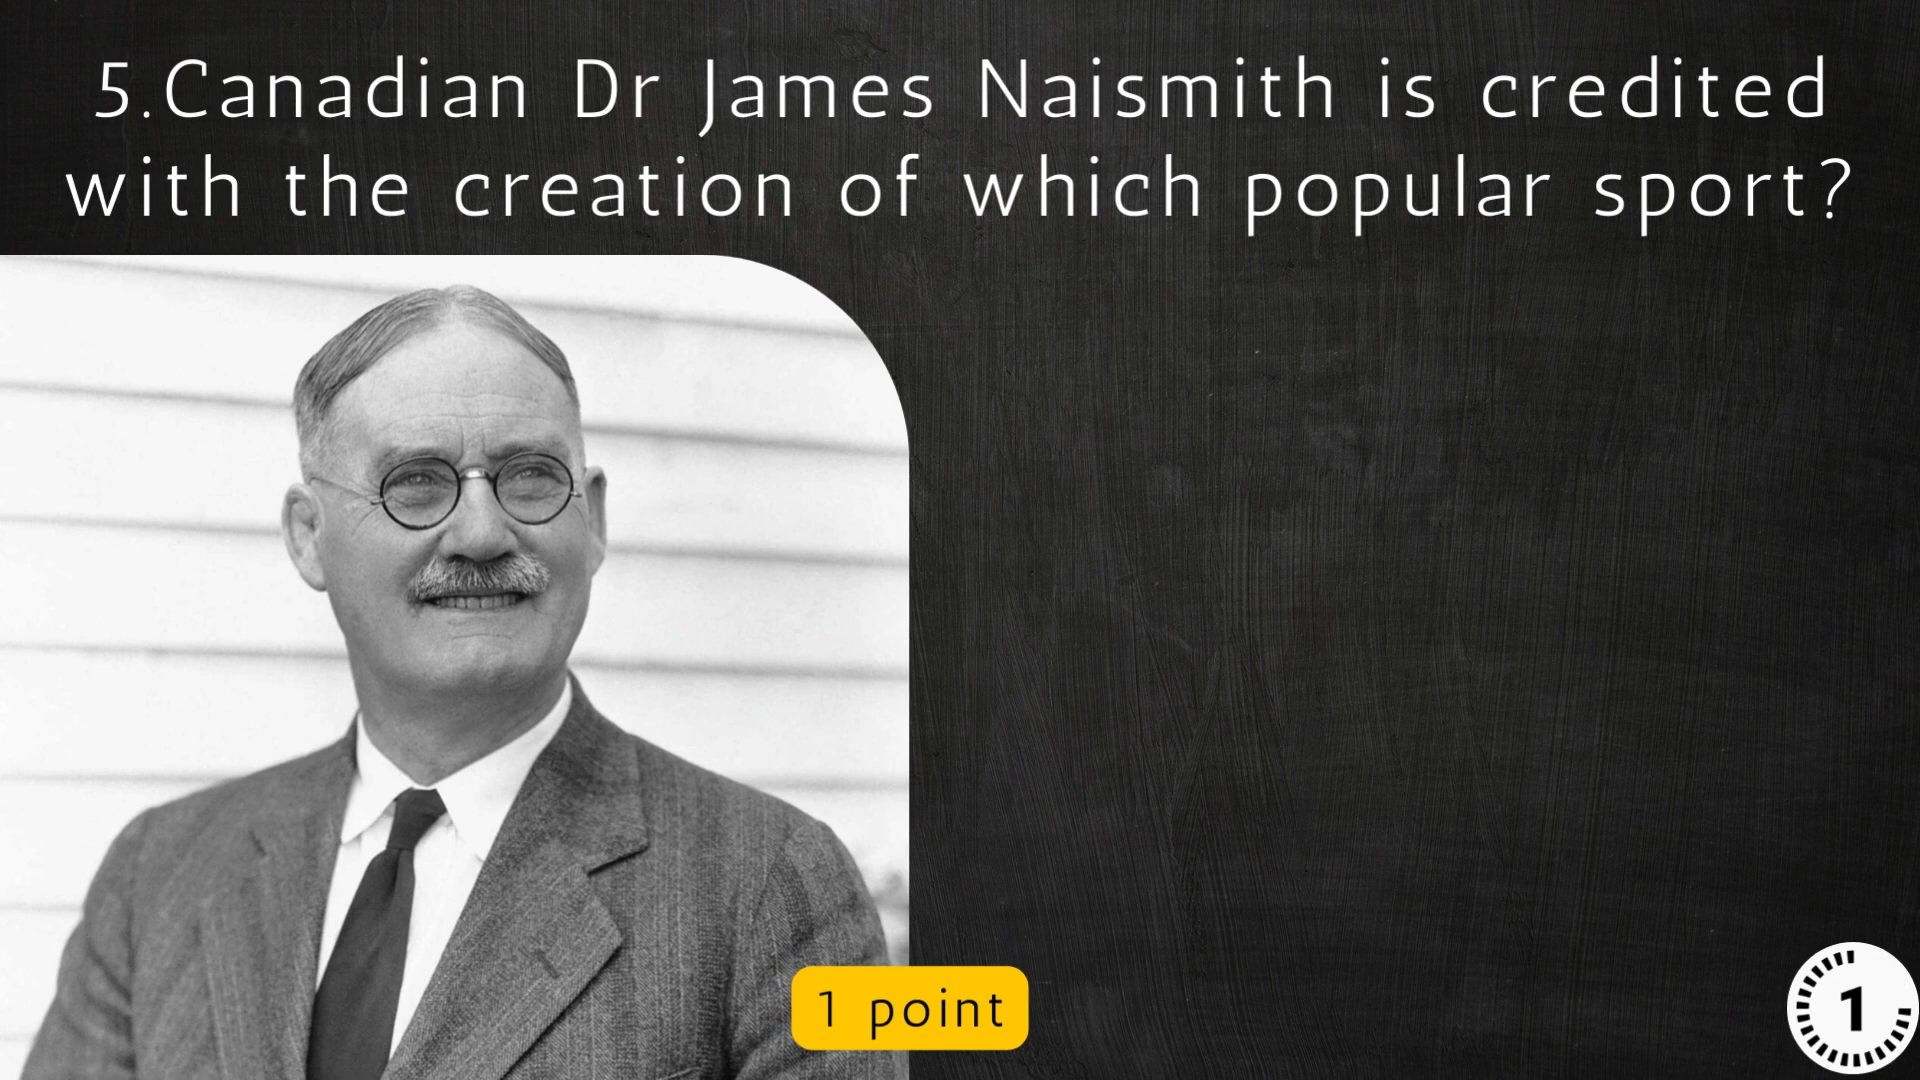 5.Canadian Dr James Naismith is credited
with the creation of which popular sport?
1 point
1